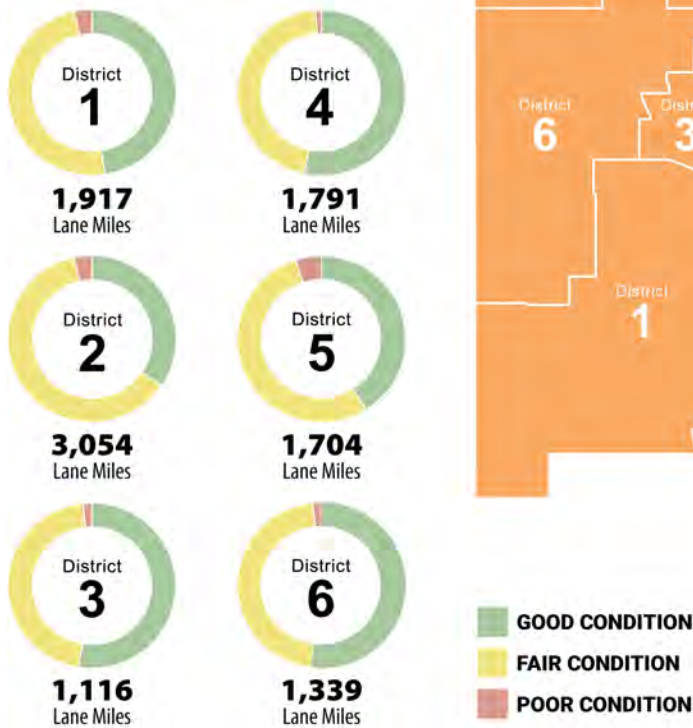 District
1
1,917
Lane Miles
District
4
1,791
Lane Miles
District
2
3,054
Lane Miles
District
5
1,704
Lane Miles
District
3
1,116
Lane Miles
District
6
1,339
Lane Miles
District
6
3
District
1
GOOD CONDITION
FAIR CONDITION
POOR CONDITION